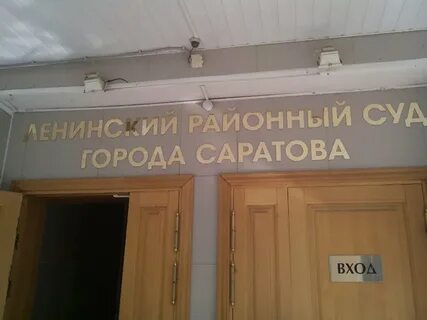 ЛЕНИНСКИЙ РАЙОННЫЙ СУД
ГОРОДА САРАТОВА
ВХОД